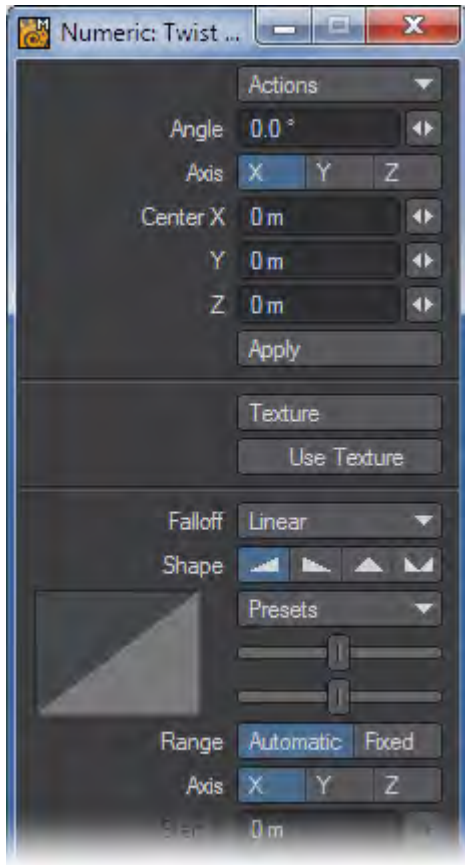 Numeric: Twist ...
Actions
Angle 0.0 °
Axis X Y Z
Center X 0 m
Y 0 m
Z 0 m
Apply
Texture
Use Texture
Falloff Linear
Shape
Presets
Range Automatic Fixed
Axis X Y Z
0 m